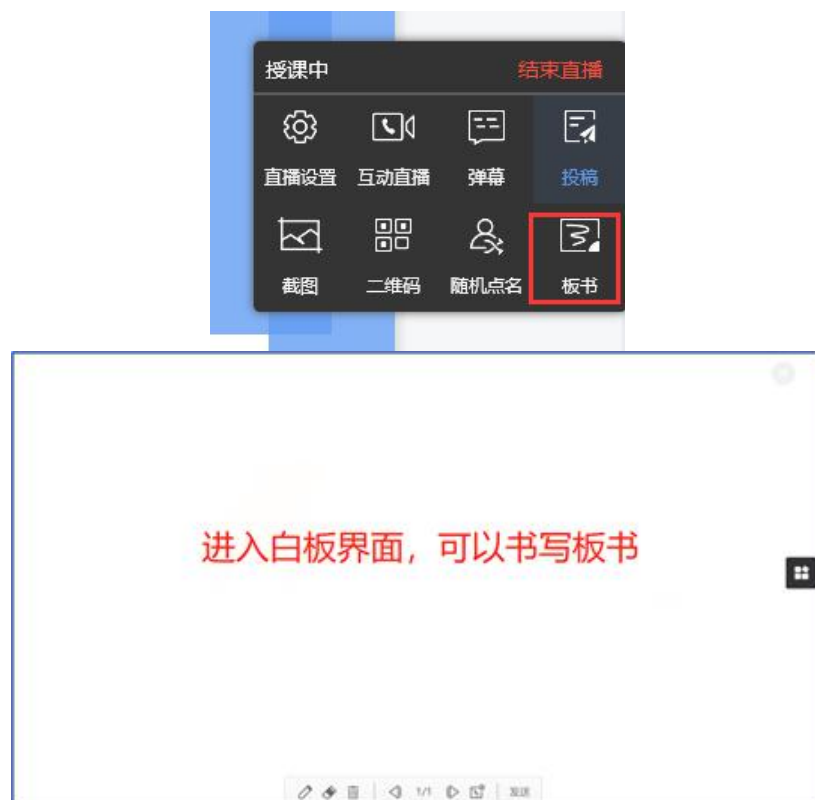 授课中 结束直播
直播设置 互动直播 弹幕 投稿
截图 二维码 随机点名 板书
进入白板界面，可以书写板书
1/1 发送